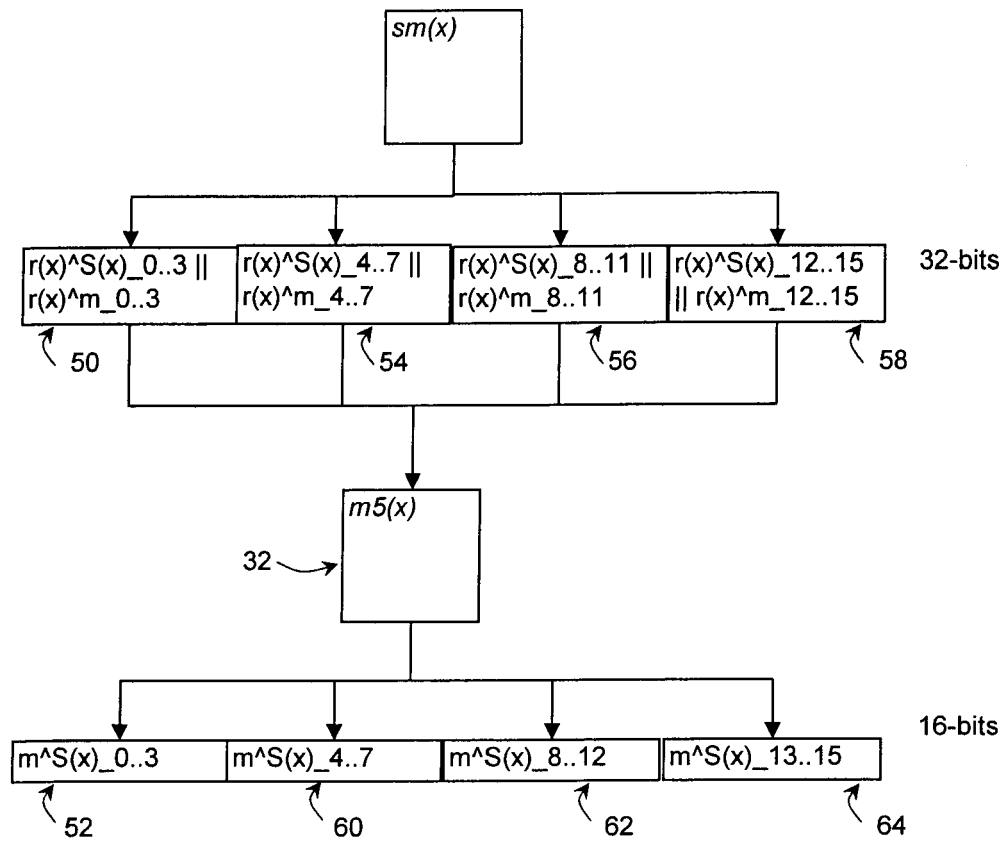 sm(x)
r(x)^S(x)_0..3 ||
r(x)^m_0..3
r(x)^S(x)_4..7 ||
r(x)^m_4..7
r(x)^S(x)_8..11 ||
r(x)^m_8..11
r(x)^S(x)_12..15
|| r(x)^m_12..15
32-bits
50
54
56
58
m5(x)
32
16-bits
m^S(x)_0..3
m^S(x)_4..7
m^S(x)_8..12
m^S(x)_13..15
52
60
62
64